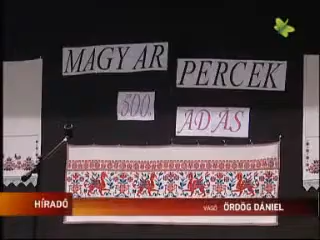 MAGYAR
PERCEK
500.
ADÁS
HÍRADÓ
VÁGÓ ÖRDÖG DÁNIEL